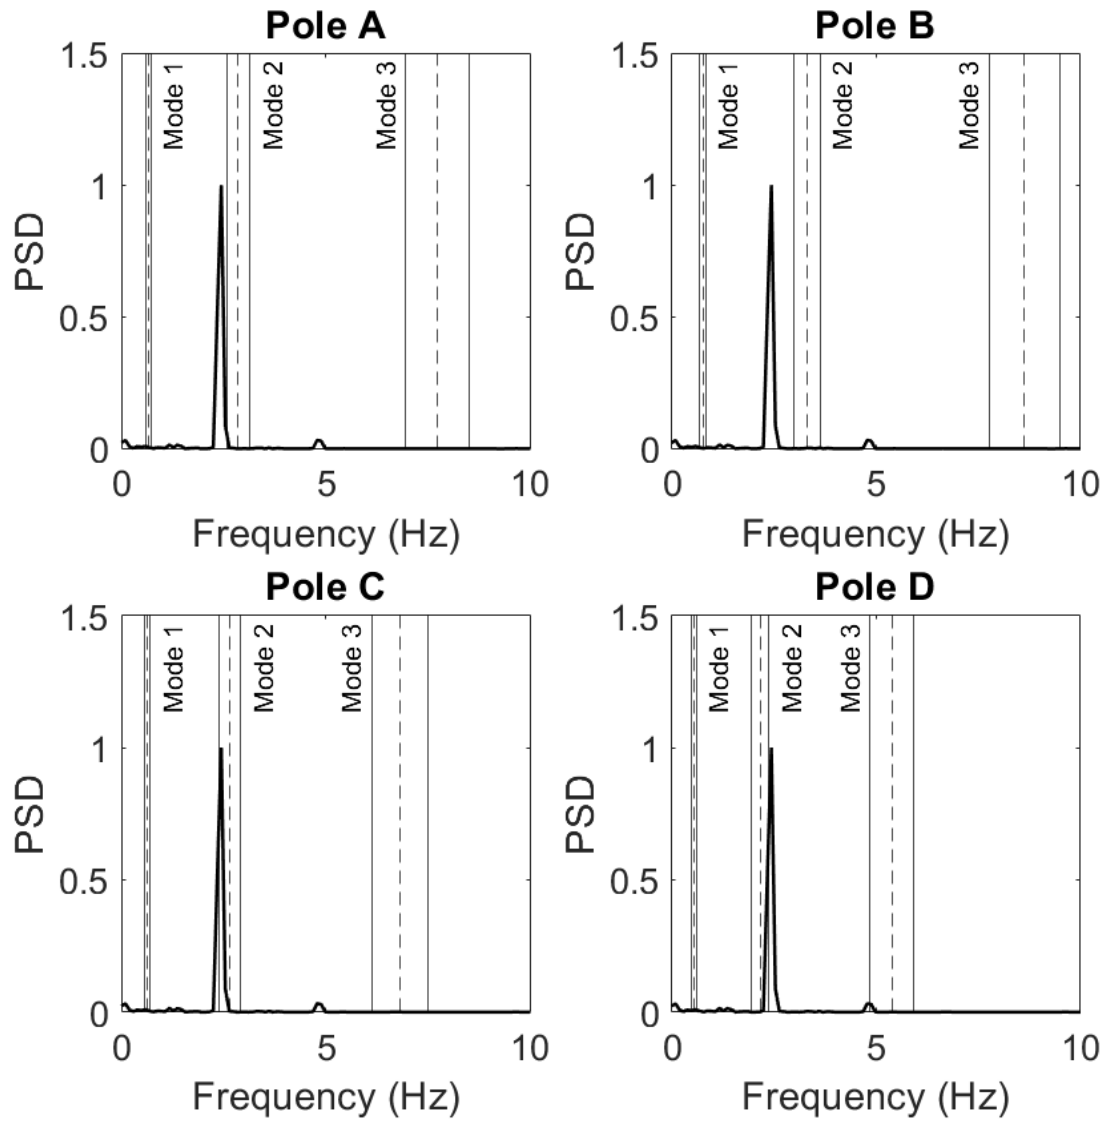 Pole A
1.5
1
0.5
0
PSD
Mode 1
Mode 2
Mode 3
0 5 10
Frequency (Hz)
Pole B
1.5
1
0.5
0
PSD
Mode 1
Mode 2
Mode 3
0 5 10
Frequency (Hz)
Pole C
1.5
1
0.5
0
PSD
Mode 1
Mode 2
Mode 3
0 5 10
Frequency (Hz)
Pole D
1.5
1
0.5
0
PSD
Mode 1
Mode 2
Mode 3
0 5 10
Frequency (Hz)